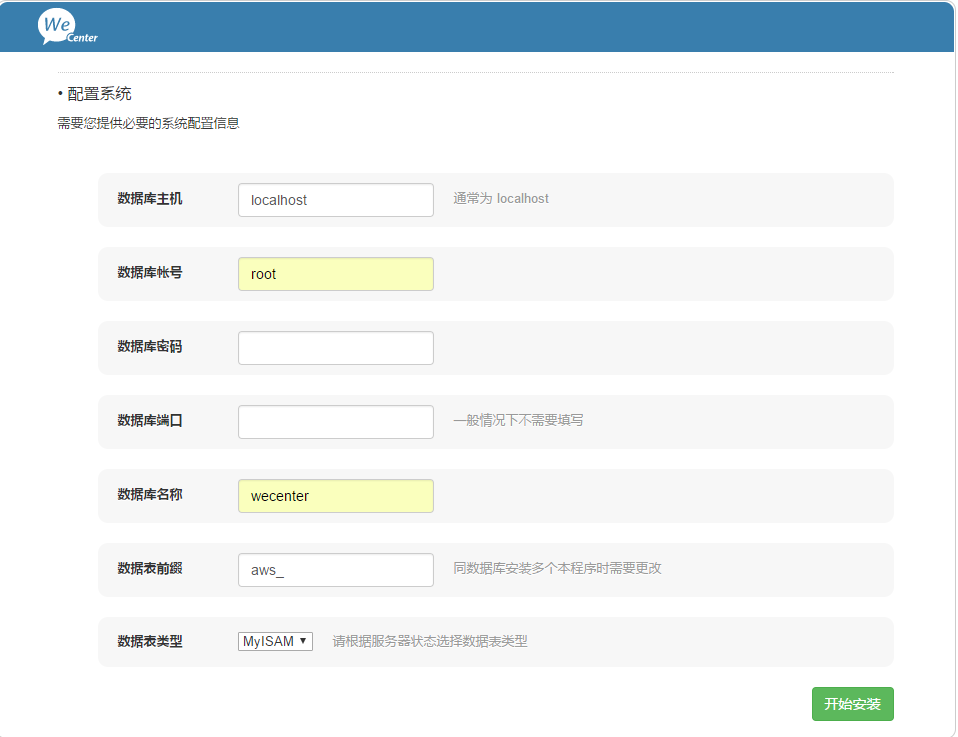 We Center
• 配置系统
需要您提供必要的系统配置信息
数据库主机 localhost 通常为 localhost
数据库帐号 root
数据库密码
数据库端口 一般情况下不需要填写
数据库名称 wecenter
数据表前缀 aws_ 同数据库安装多个本程序时需要更改
数据表类型 MyISAM ▼ 请根据服务器状态选择数据表类型
开始安装